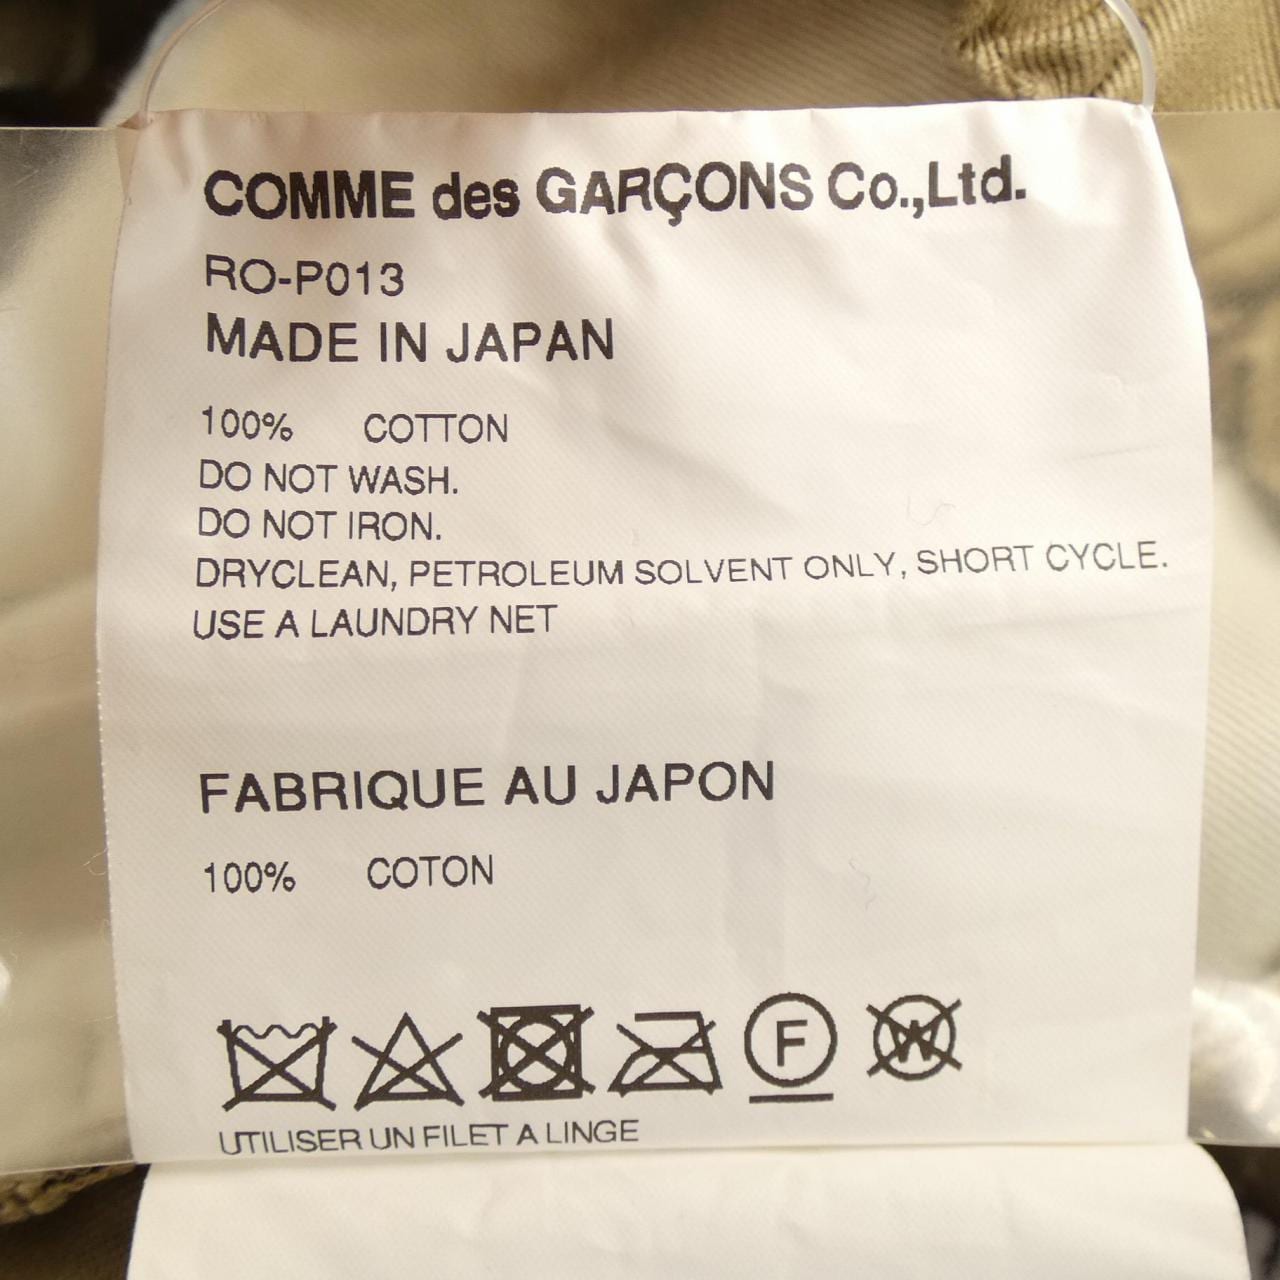 COMME des GARÇONS Co.,Ltd.
RO-P013
MADE IN JAPAN
100% COTTON
DO NOT WASH.
DO NOT IRON.
DRYCLEAN, PETROLEUM SOLVENT ONLY, SHORT CYCLE.
USE A LAUNDRY NET
FABRIQUE AU JAPON
100% COTON
F W
UTILISER UN FILET A LINGE